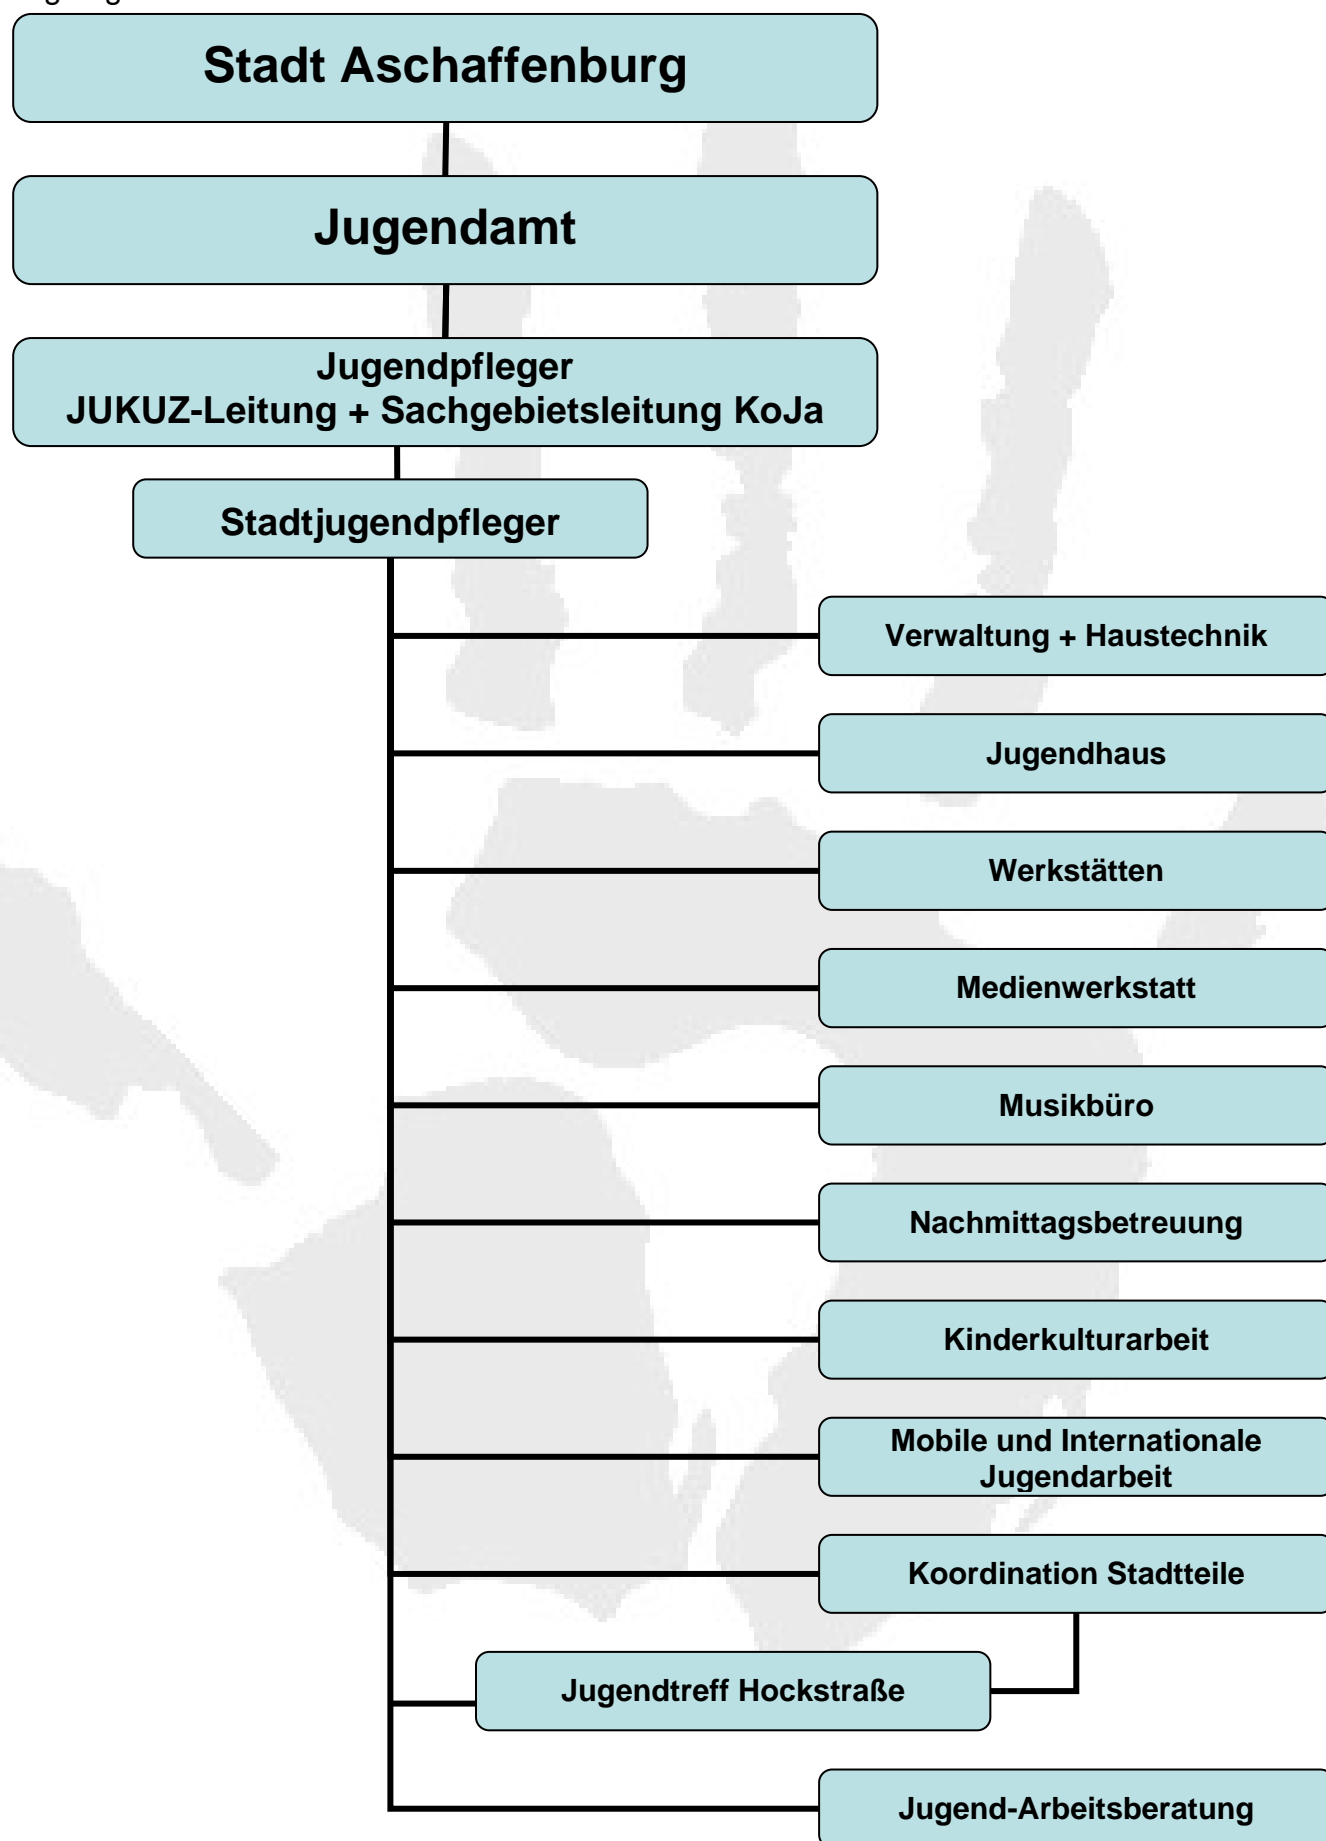 Stadt Aschaffenburg
Jugendamt
Jugendpfleger
JUKUZ-Leitung + Sachgebietsleitung KoJa
Stadtjugendpfleger
Verwaltung + Haustechnik
Jugendhaus
Werkstätten
Medienwerkstatt
Musikbüro
Nachmittagsbetreuung
Kinderkulturarbeit
Mobile und Internationale
Jugendarbeit
Koordination Stadtteile
Jugendtreff Hockstraße
Jugend-Arbeitsberatung